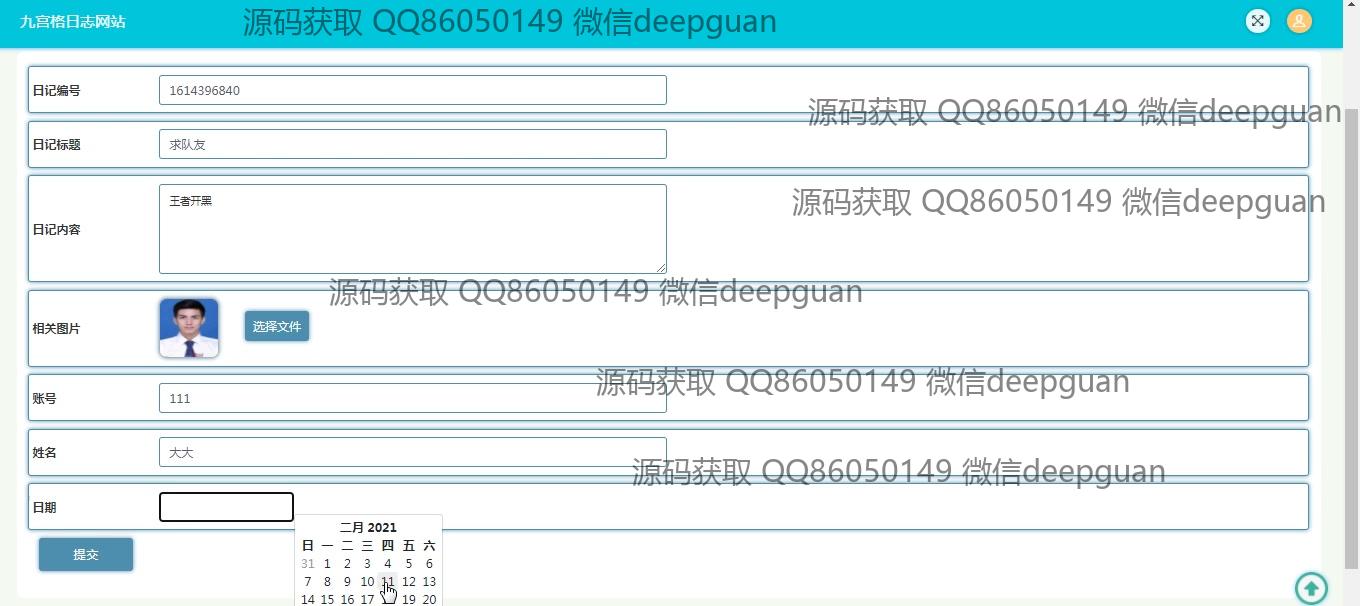 九宫格日志网站
源码获取 QQ86050149 微信deepguan
日记编号 1614396840
源码获取 QQ86050149 微信deepguan
日记标题 求队友
源码获取 QQ86050149 微信deepguan
王者开黑
日记内容
源码获取 QQ86050149 微信deepguan
相关图片 选择文件
源码获取 QQ86050149 微信deepguan
账号 111
姓名 大大
源码获取 QQ86050149 微信deepguan
日期
二月 2021
日 一 二 三 四 五 六
31 1 2 3 4 5 6
提交
7 8 9 10 11 12 13
14 15 16 17 19 20